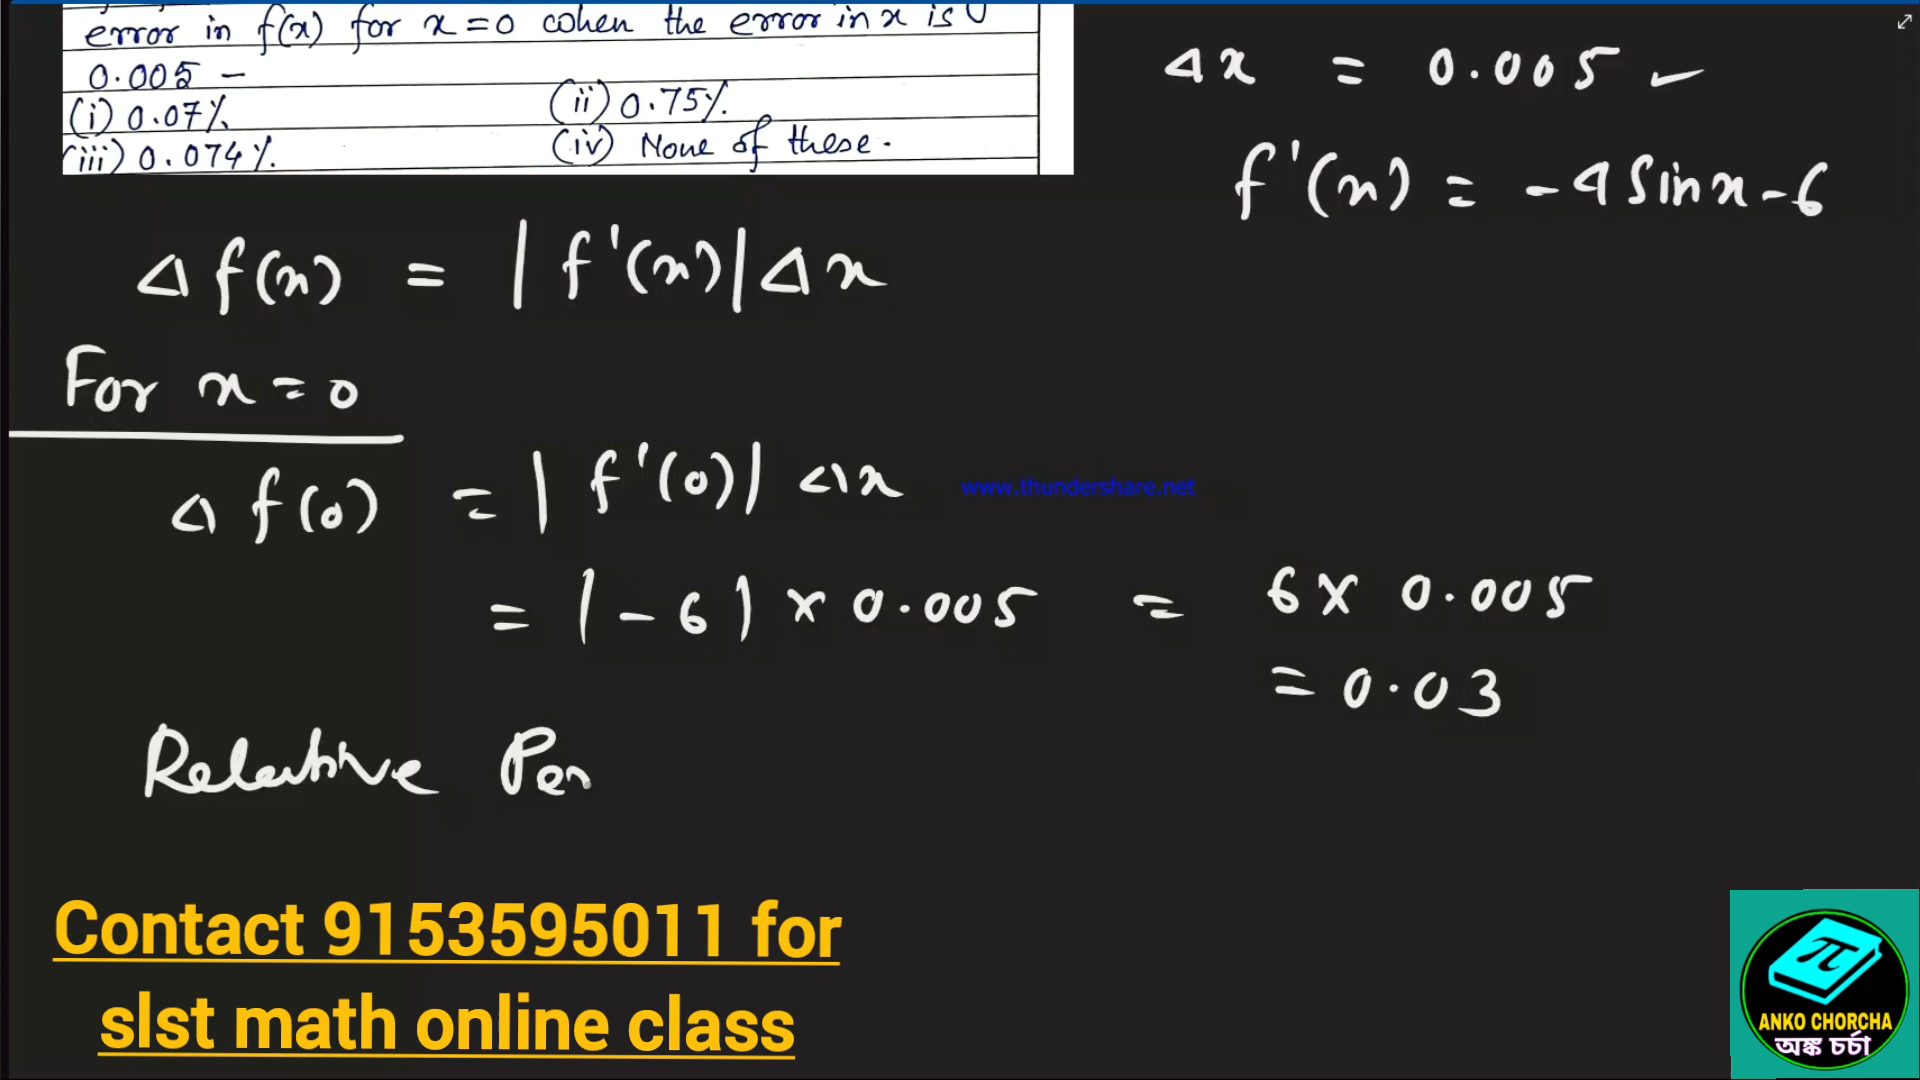 error in f(x) for x=0 when the error in x is
0.005 —
(i) 0.07% (ii) 0.75%.
(iii) 0.074%. (iv) None of these.
Δx = 0.005 ✓
f'(x) = -4 sin x - 6
Δf(x) = |f'(x)| Δx
For x = 0
Δf(0) = |f'(0)| Δx
www.thundershare.net
= |-6| × 0.005 = 6 × 0.005
= 0.03
Relative Per
Contact 9153595011 for
slst math online class
π
ANKO CHORCHA
অঙ্ক চর্চা